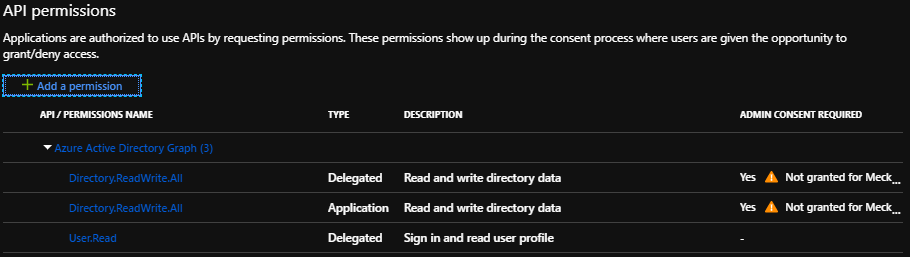 API permissions
Applications are authorized to use APIs by requesting permissions. These permissions show up during the consent process where users are given the opportunity to
grant/deny access.
+ Add a permission
API / PERMISSIONS NAME TYPE DESCRIPTION ADMIN CONSENT REQUIRED
Azure Active Directory Graph (3)
Directory.ReadWrite.All Delegated Read and write directory data Yes Not granted for Meck...
Directory.ReadWrite.All Application Read and write directory data Yes Not granted for Meck...
User.Read Delegated Sign in and read user profile -